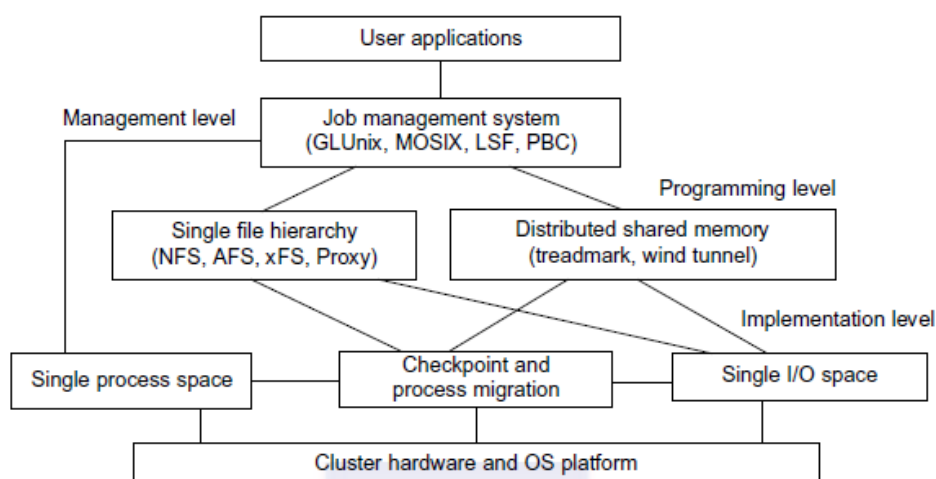 User applications
Management level
Job management system
(GLUnix, MOSIX, LSF, PBC)
Programming level
Single file hierarchy
(NFS, AFS, xFS, Proxy)
Distributed shared memory
(treadmark, wind tunnel)
Implementation level
Single process space
Checkpoint and
process migration
Single I/O space
Cluster hardware and OS platform